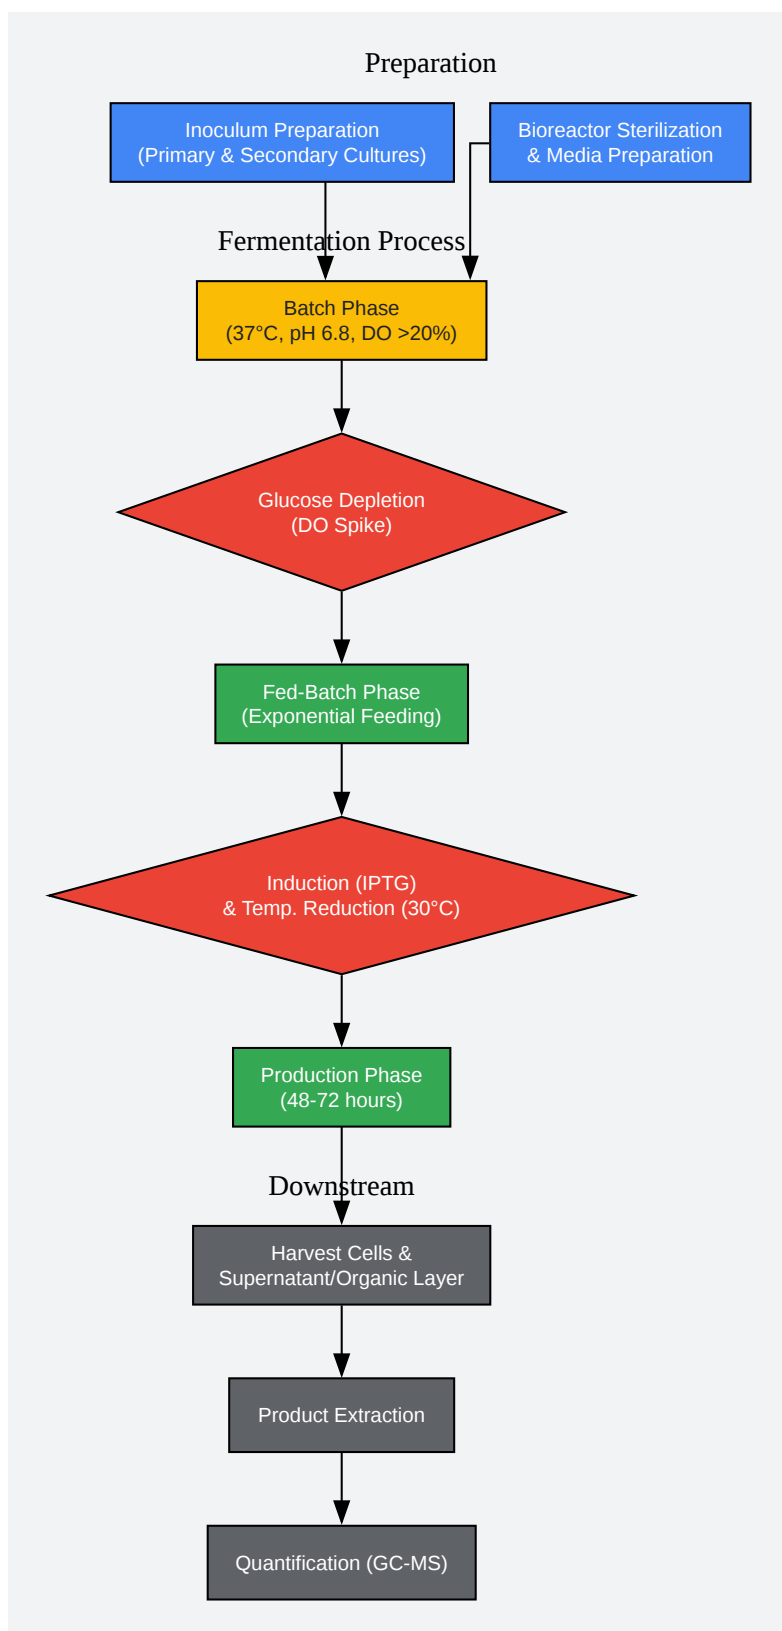 Preparation
Inoculum Preparation
(Primary & Secondary Cultures)
Bioreactor Sterilization
& Media Preparation
Fermentation Process
Batch Phase
(37°C, pH 6.8, DO >20%)
Glucose Depletion
(DO Spike)
Fed-Batch Phase
(Exponential Feeding)
Induction (IPTG)
& Temp. Reduction (30°C)
Production Phase
(48-72 hours)
Downstream
Harvest Cells &
Supernatant/Organic Layer
Product Extraction
Quantification (GC-MS)